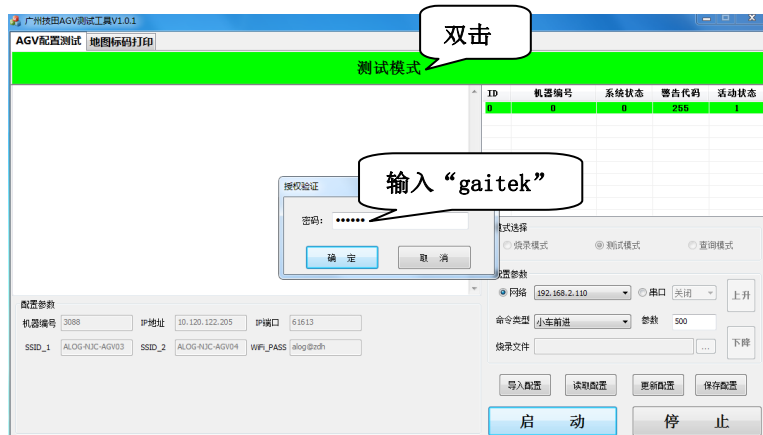 广州技田AGV测试工具V1.0.1
AGV配置测试 地图标码打印
双击
测试模式
ID 机器编号 系统状态 警告代码 活动状态
0 0 0 255 1
授权验证
输入“gaitek”
密码: ••••••
确 定 取 消
模式选择
烧录模式 测试模式 查询模式
配置参数
网络 192.168.2.110 串口 关闭 上升
命令类型 小车前进 参数 500
烧录文件 ... 下降
导入配置 读取配置 更新配置 保存配置
启 动 停 止
配置参数
机器编号 3088 IP地址 10.120.122.205 IP端口 61613
SSID_1 ALOG-NJC-AGV03 SSID_2 ALOG-NJC-AGV04 WiFi_PASS alog@zdh